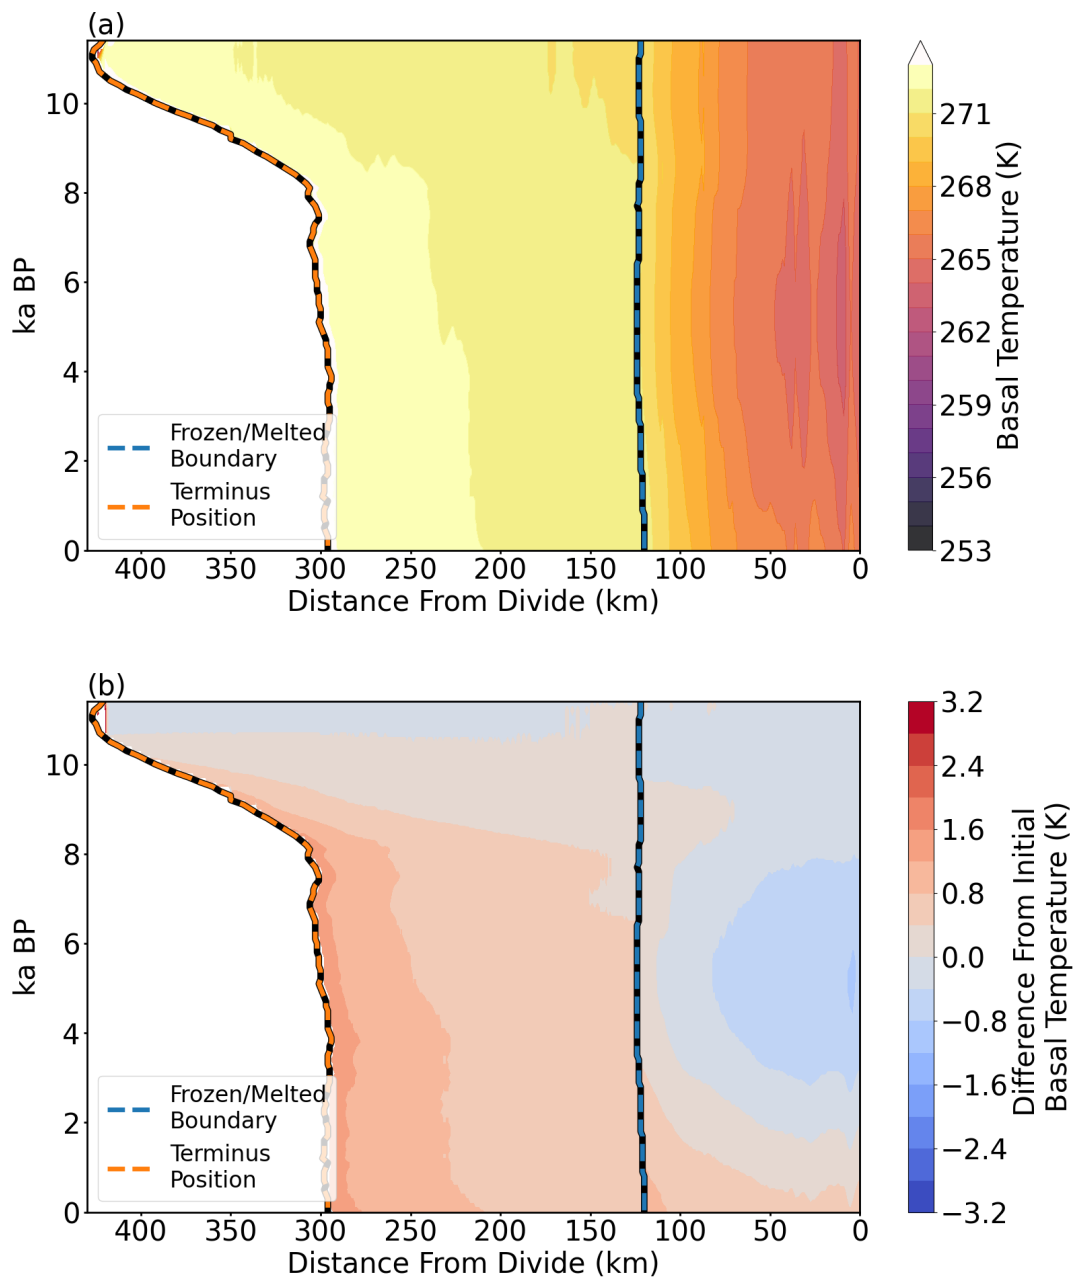 (a)
10
8
6
4
2
0
ka BP
Frozen/Melted
Boundary
Terminus
Position
400 350 300 250 200 150 100 50 0
Distance From Divide (km)
271
268
265
262
259
256
253
Basal Temperature (K)
(b)
10
8
6
4
2
0
ka BP
Frozen/Melted
Boundary
Terminus
Position
400 350 300 250 200 150 100 50 0
Distance From Divide (km)
3.2
2.4
1.6
0.8
0.0
−0.8
−1.6
−2.4
−3.2
Difference From Initial
Basal Temperature (K)